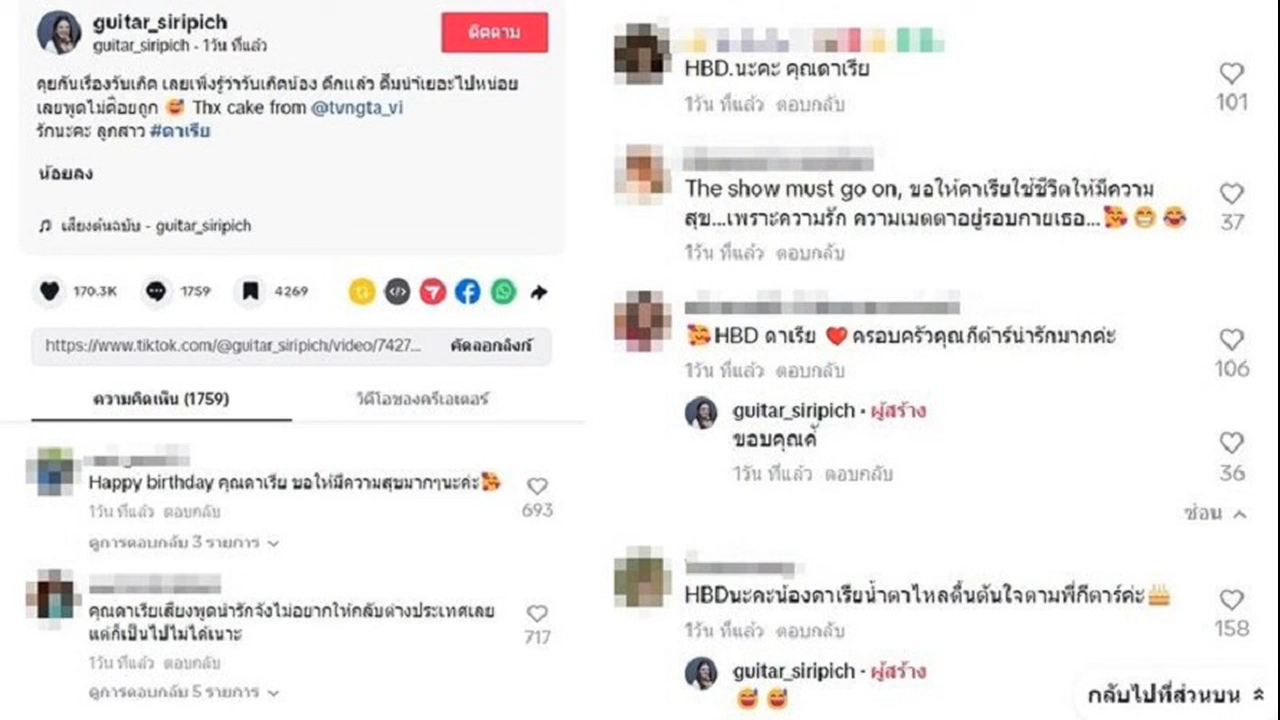 guitar_siripich
guitar_siripich - 1วัน ที่แล้ว
ติดตาม
คุยกันเรื่องวันเกิด เลยเพิ่งรู้ว่าวันเกิดน้อง ดึกแล้ว ดื่มน้ำเยอะไปหน่อย
เลยพูดไม่ค่อยถูก 😅 Thx cake from @tvngta_vi
รักนะคะ ลูกสาว #ดาเรีย
น้อยลง
♫ เสียงต้นฉบับ - guitar_siripich
170.3K
1759
4269
https://www.tiktok.com/@guitar_siripich/video/7427...
คัดลอกลิงก์
ความคิดเห็น (1759)
วิดีโอของครีเอเตอร์
Happy birthday คุณดาเรีย ขอให้มีความสุขมากๆนะค่ะ🥰
693
1วัน ที่แล้ว ตอบกลับ
ดูการตอบกลับ 3 รายการ
คุณดาเรียเสียงพูดน่ารักจังไม่อยากให้กลับต่างประเทศเลย
แต่ก็เป็นไปไม่ได้เนาะ
717
1วัน ที่แล้ว ตอบกลับ
ดูการตอบกลับ 5 รายการ
HBD.นะคะ คุณดาเรีย
101
1วัน ที่แล้ว ตอบกลับ
The show must go on, ขอให้ดาเรียใช้ชีวิตให้มีความ
สุข...เพราะความรัก ความเมตตาอยู่รอบกายเธอ...🥰😁😂
37
1วัน ที่แล้ว ตอบกลับ
🥰HBD ดาเรีย ❤️ ครอบครัวคุณกีต้าร์น่ารักมากค่ะ
106
1วัน ที่แล้ว ตอบกลับ
guitar_siripich · ผู้สร้าง
ขอบคุณค้
36
1วัน ที่แล้ว ตอบกลับ
ซ่อน
HBDนะคะน้องดาเรียน้ำตาไหลตื้นตันใจตามพี่กีตาร์ค่ะ🎂
158
1วัน ที่แล้ว ตอบกลับ
guitar_siripich · ผู้สร้าง
😅😅
กลับไปที่ส่วนบน